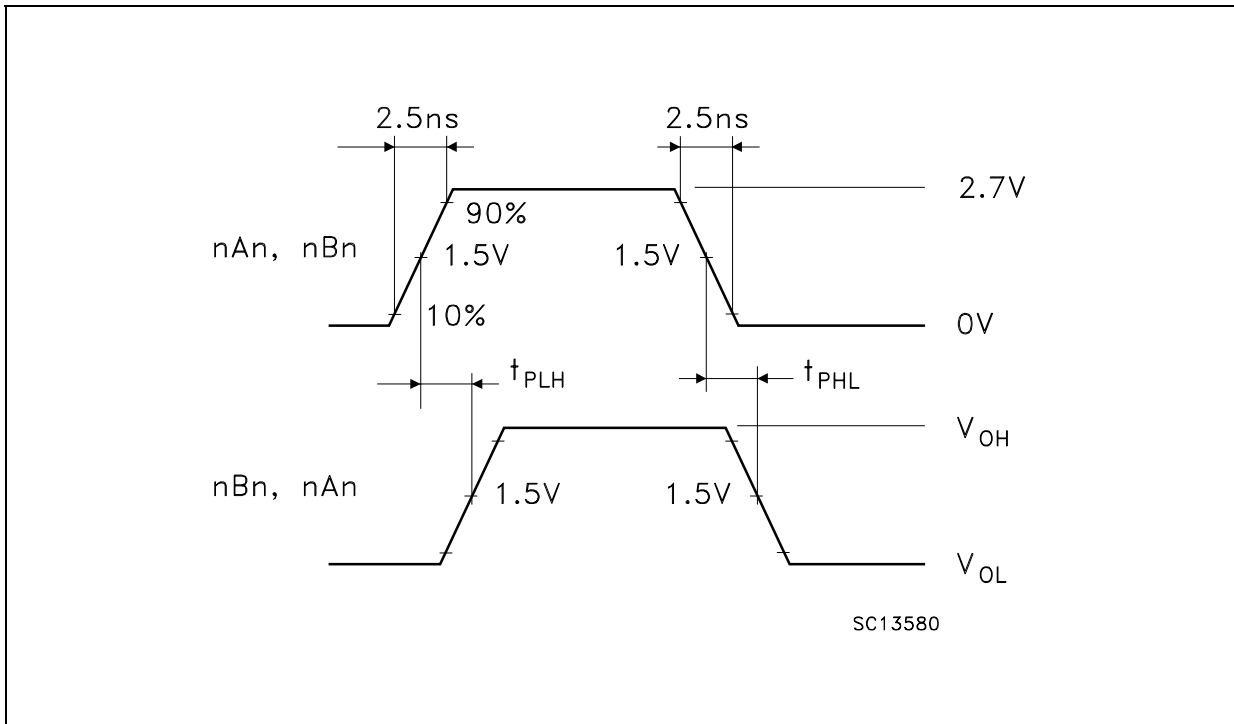 2.5ns 2.5ns
2.7V
90%
nAn, nBn 1.5V 1.5V
10%
0V
tPLH tPHL
VOH
nBn, nAn 1.5V 1.5V
VOL
SC13580